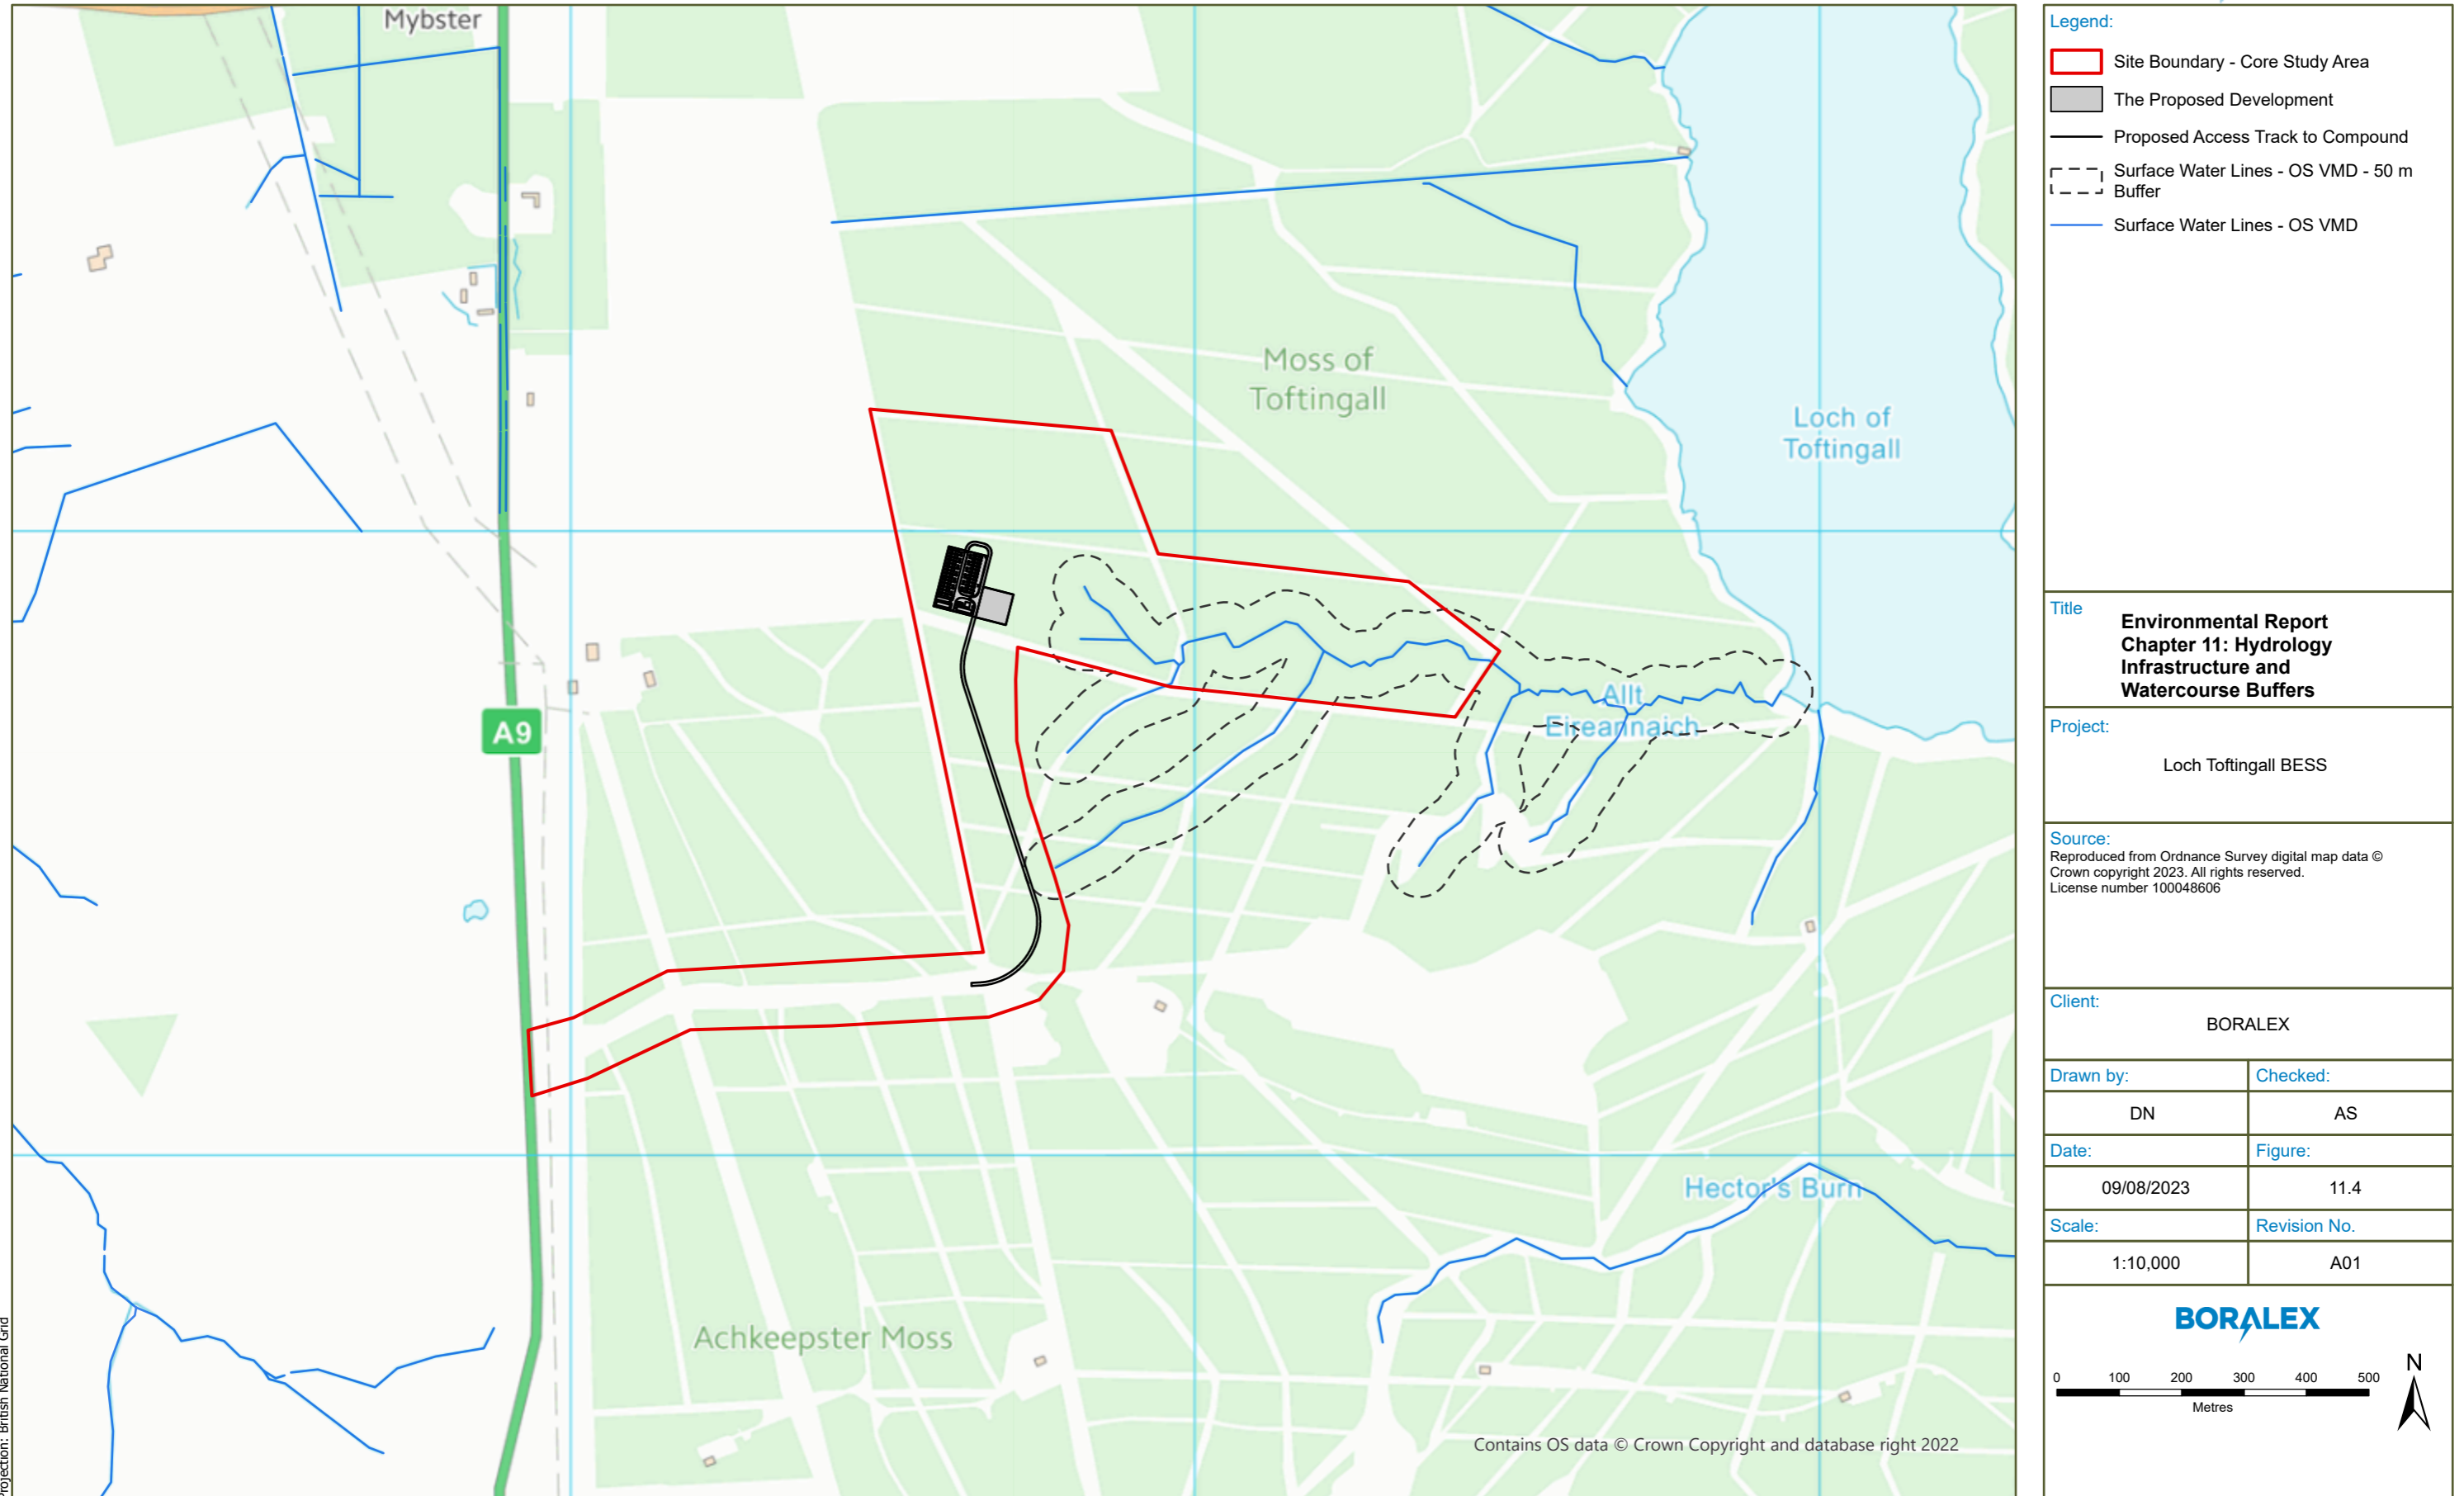 Mybster
Moss of
Toftingall
Loch of
Toftingall
A9
Allt
Eireannaich
Hector's Burn
Achkeepster Moss
Contains OS data © Crown Copyright and database right 2022
Projection: British National Grid
Legend:
Site Boundary - Core Study Area
The Proposed Development
Proposed Access Track to Compound
Surface Water Lines - OS VMD - 50 m
Buffer
Surface Water Lines - OS VMD
Title
Environmental Report
Chapter 11: Hydrology
Infrastructure and
Watercourse Buffers
Project:
Loch Toftingall BESS
Source:
Reproduced from Ordnance Survey digital map data ©
Crown copyright 2023. All rights reserved.
License number 100048606
Client:
BORALEX
Drawn by: Checked:
DN AS
Date: Figure:
09/08/2023 11.4
Scale: Revision No.
1:10,000 A01
BORALEX
N
0 100 200 300 400 500
Metres